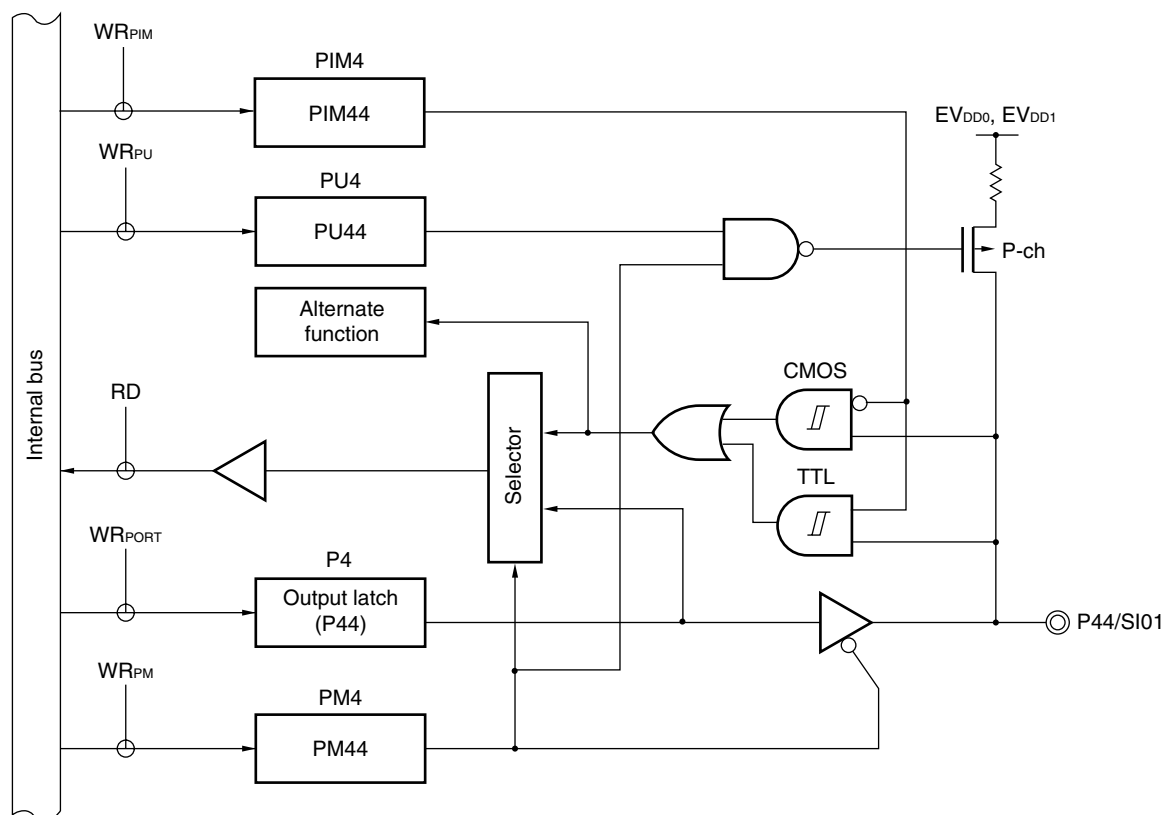 WRPIM
PIM4
PIM44
EVDD0, EVDD1
WRPU
PU4
PU44
P-ch
Alternate
function
CMOS
RD
Internal bus
Selector
TTL
WRPORT
P4
Output latch
(P44)
P44/SI01
WRPM
PM4
PM44